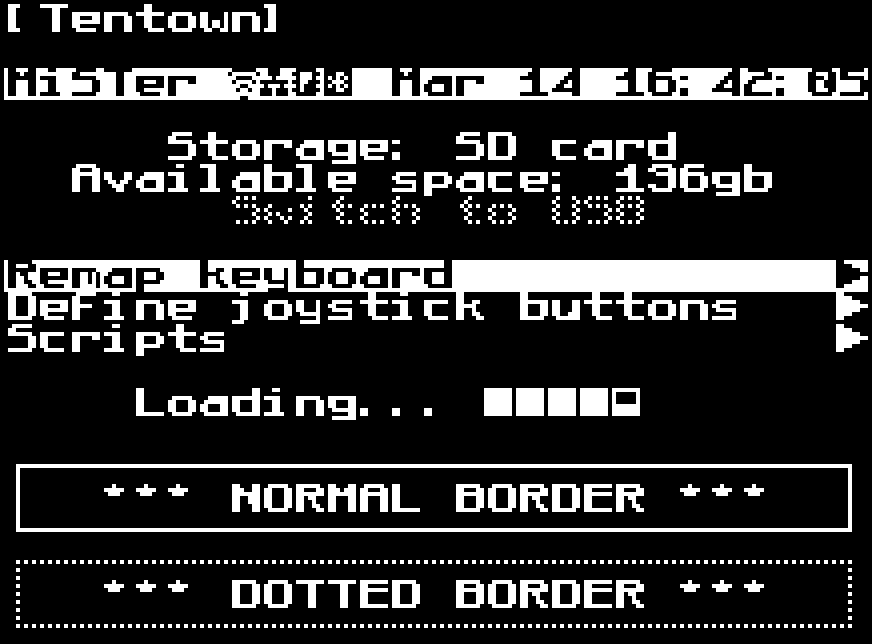 [ Tentown]
MiSTer Mar 14 16:42:05
Storage: SD card
Available space: 136gb
Switch to USB
Remap keyboard
Define joystick buttons
Scripts
Loading...
*** NORMAL BORDER ***
*** DOTTED BORDER ***